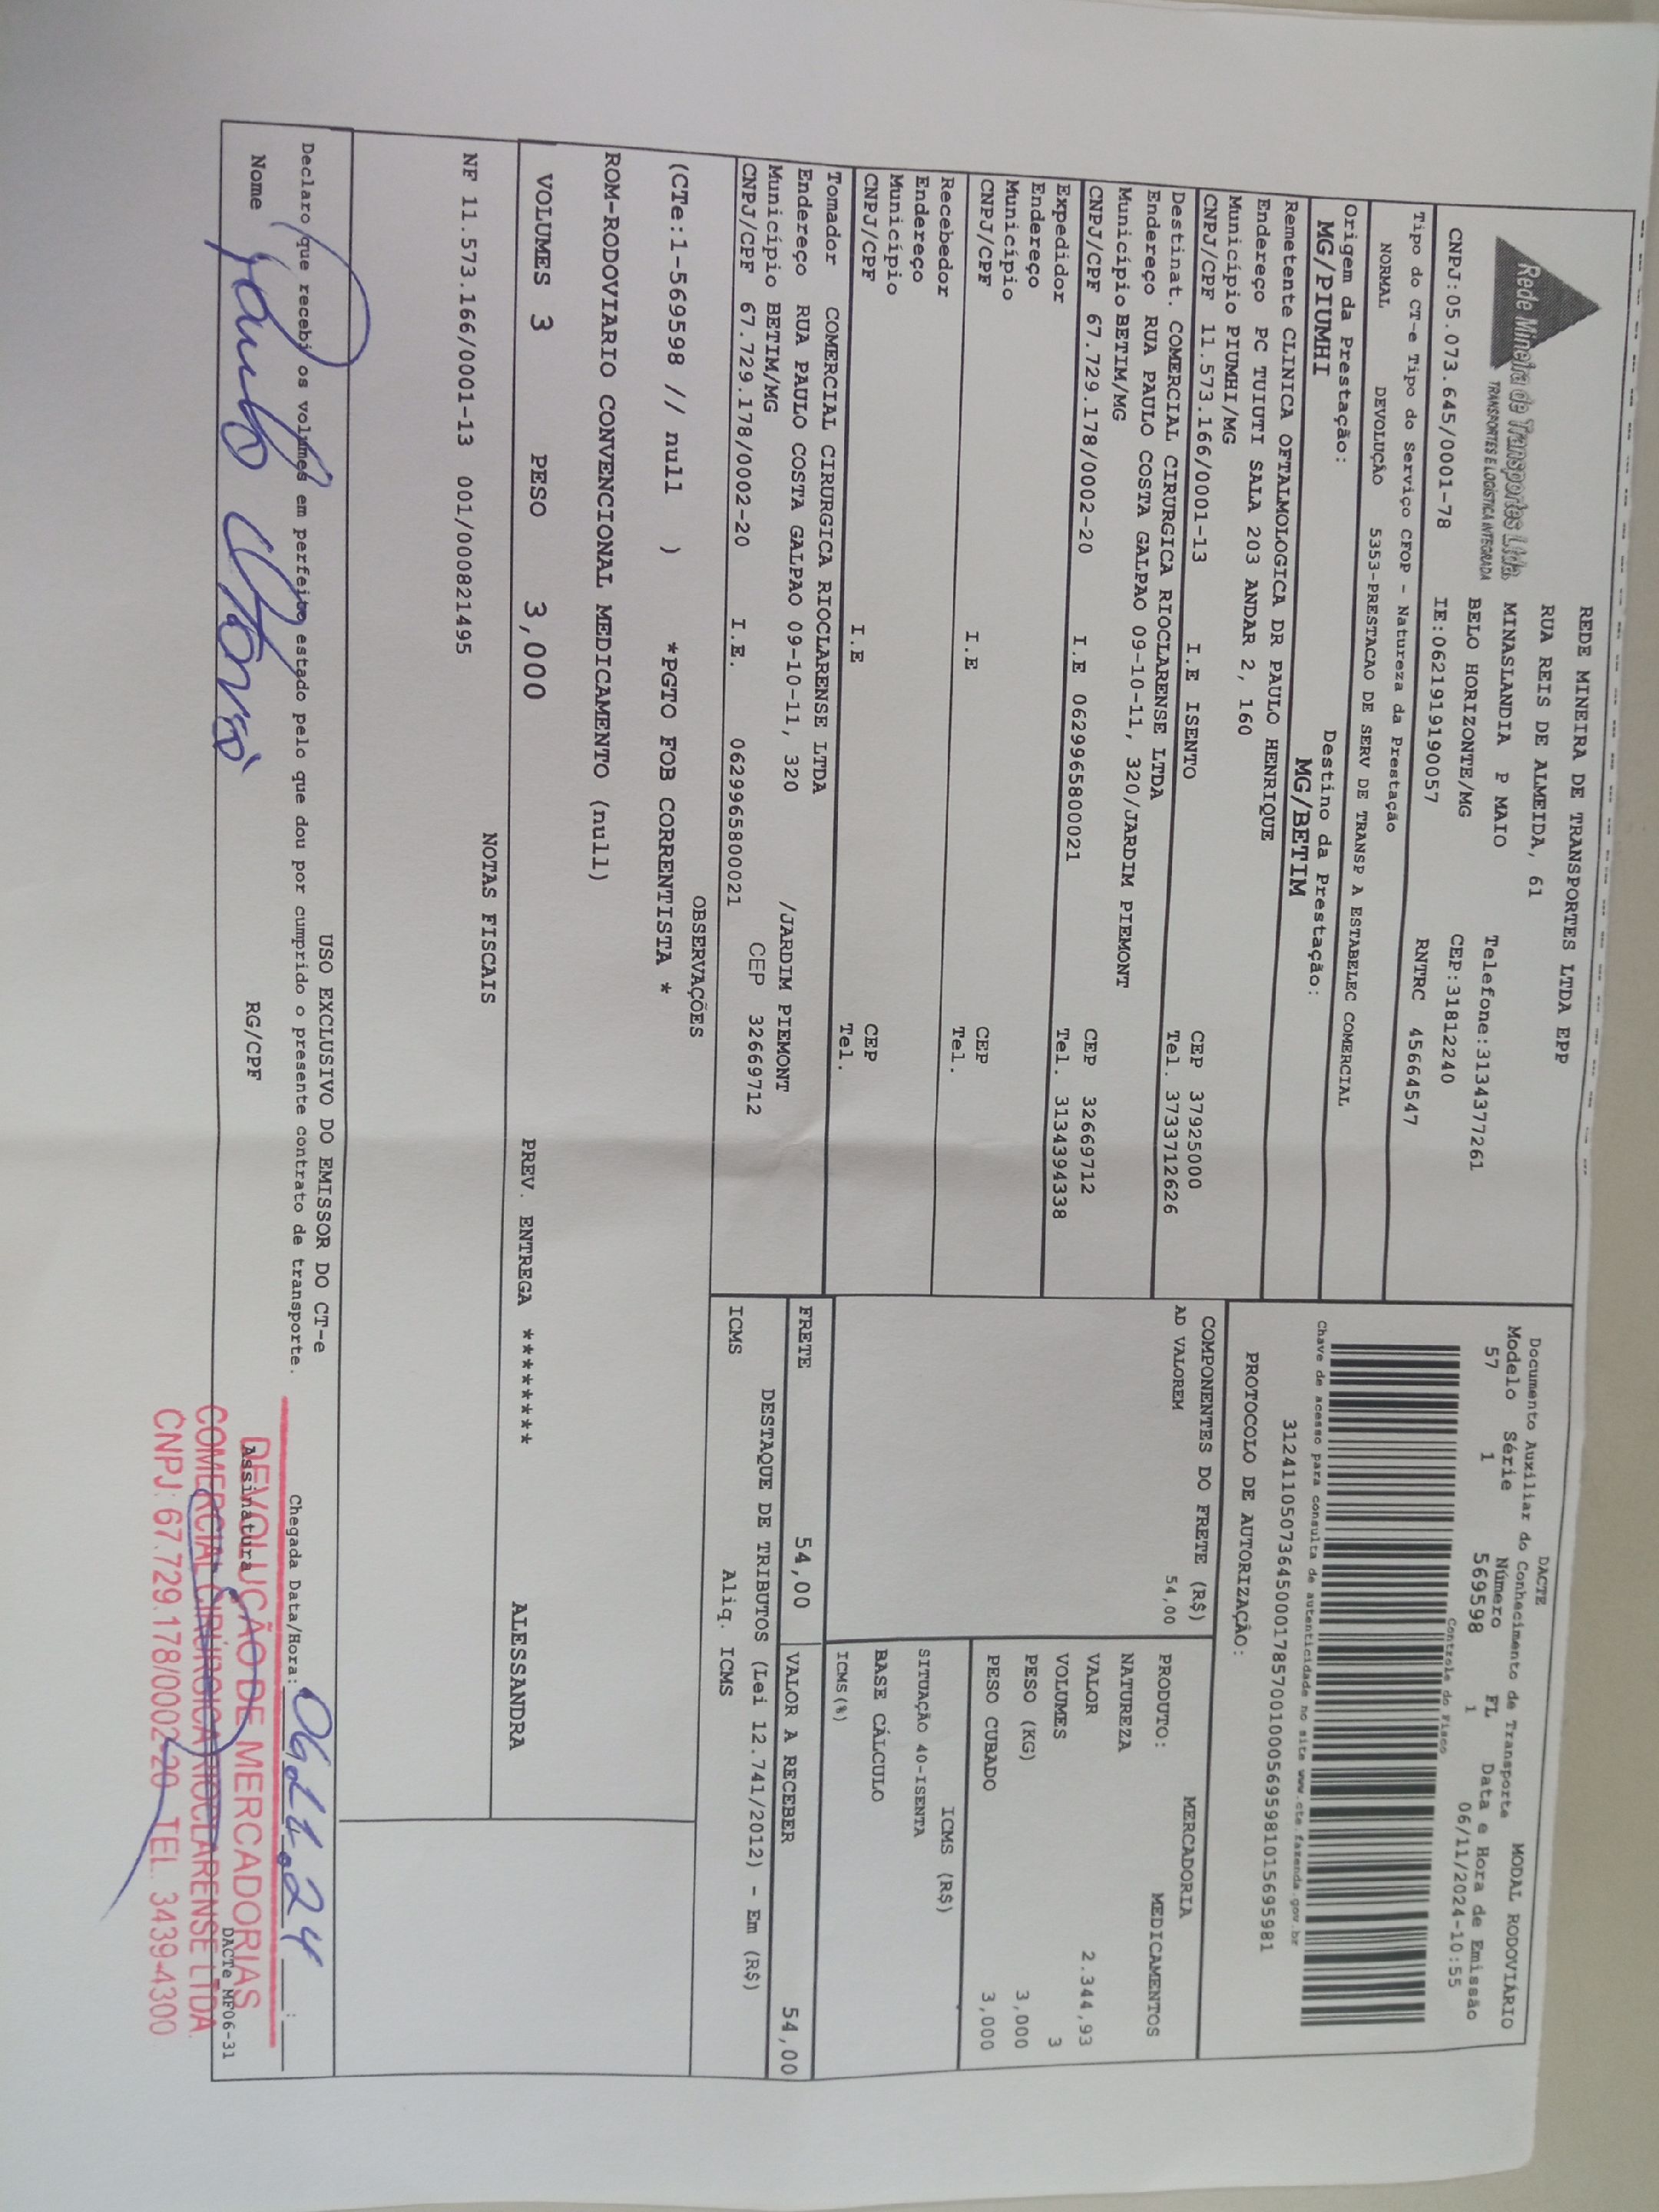 Rede Mineira de Transportes Ltda.
TRANSPORTES E LOGÍSTICA INTEGRADA
REDE MINEIRA DE TRANSPORTES LTDA EPP
RUA REIS DE ALMEIDA, 61
MINASLANDIA P MAIO Telefone:3134377261
BELO HORIZONTE/MG CEP:31812240
CNPJ:05.073.645/0001-78 IE:0621919190057 RNTRC 45664547
Tipo do CT-e Tipo do Serviço CFOP - Natureza da Prestação
NORMAL DEVOLUÇÃO 5353-PRESTACAO DE SERV DE TRANSP A ESTABELEC COMERCIAL
Origem da Prestação: Destino da Prestação:
MG/PIUMHI MG/BETIM
Remetente CLINICA OFTALMOLOGICA DR PAULO HENRIQUE
Endereço PC TUIUTI SALA 203 ANDAR 2, 160
Município PIUMHI/MG CEP 37925000
CNPJ/CPF 11.573.166/0001-13 I.E ISENTO Tel. 3733712626
Destinat. COMERCIAL CIRURGICA RIOCLARENSE LTDA
Endereço RUA PAULO COSTA GALPAO 09-10-11, 320/JARDIM PIEMONT
Município BETIM/MG CEP 32669712
CNPJ/CPF 67.729.178/0002-20 I.E 0629965800021 Tel. 3134394338
Expedidor
Endereço
Município CEP
CNPJ/CPF I.E Tel.
Recebedor
Endereço
Município CEP
CNPJ/CPF I.E Tel.
Tomador COMERCIAL CIRURGICA RIOCLARENSE LTDA
Endereço RUA PAULO COSTA GALPAO 09-10-11, 320 /JARDIM PIEMONT
Município BETIM/MG CEP 32669712
CNPJ/CPF 67.729.178/0002-20 I.E. 0629965800021
DACTE
Documento Auxiliar do Conhecimento de Transporte MODAL RODOVIÁRIO
Modelo Série Número FL Data e Hora de Emissão
57 1 569598 1 06/11/2024-10:55
Controle do Fisco
Chave de acesso para consulta de autenticidade no site www.cte.fazenda.gov.br
31241105073645000178570010005695981015695981
PROTOCOLO DE AUTORIZAÇÃO:
COMPONENTES DO FRETE (R$)
AD VALOREM 54,00
MERCADORIA
PRODUTO: MEDICAMENTOS
NATUREZA
VALOR 2.344,93
VOLUMES 3
PESO (KG) 3,000
PESO CUBADO 3,000
ICMS (R$)
SITUAÇÃO 40-ISENTA
BASE CÁLCULO
ICMS(%)
FRETE 54,00 VALOR A RECEBER 54,00
DESTAQUE DE TRIBUTOS (Lei 12.741/2012) - Em (R$)
ICMS Aliq. ICMS
OBSERVAÇÕES
(CTe:1-569598 // null ) *PGTO FOB CORRENTISTA *
ROM-RODOVIARIO CONVENCIONAL MEDICAMENTO (null)
VOLUMES 3 PESO 3,000 PREV. ENTREGA ******** ALESSANDRA
NOTAS FISCAIS
NF 11.573.166/0001-13 001/000821495
USO EXCLUSIVO DO EMISSOR DO CT-e
Declaro que recebi os volumes em perfeito estado pelo que dou por cumprido o presente contrato de transporte. Chegada Data/Hora: 06.11.24 :
Nome Paulo RG/CPF Assinatura
DACTe MF06-31
DEVOLUÇÃO DE MERCADORIAS
COMERCIAL CIRÚRGICA RIOCLARENSE LTDA.
CNPJ: 67.729.178/0002-20 TEL. 3439-4300